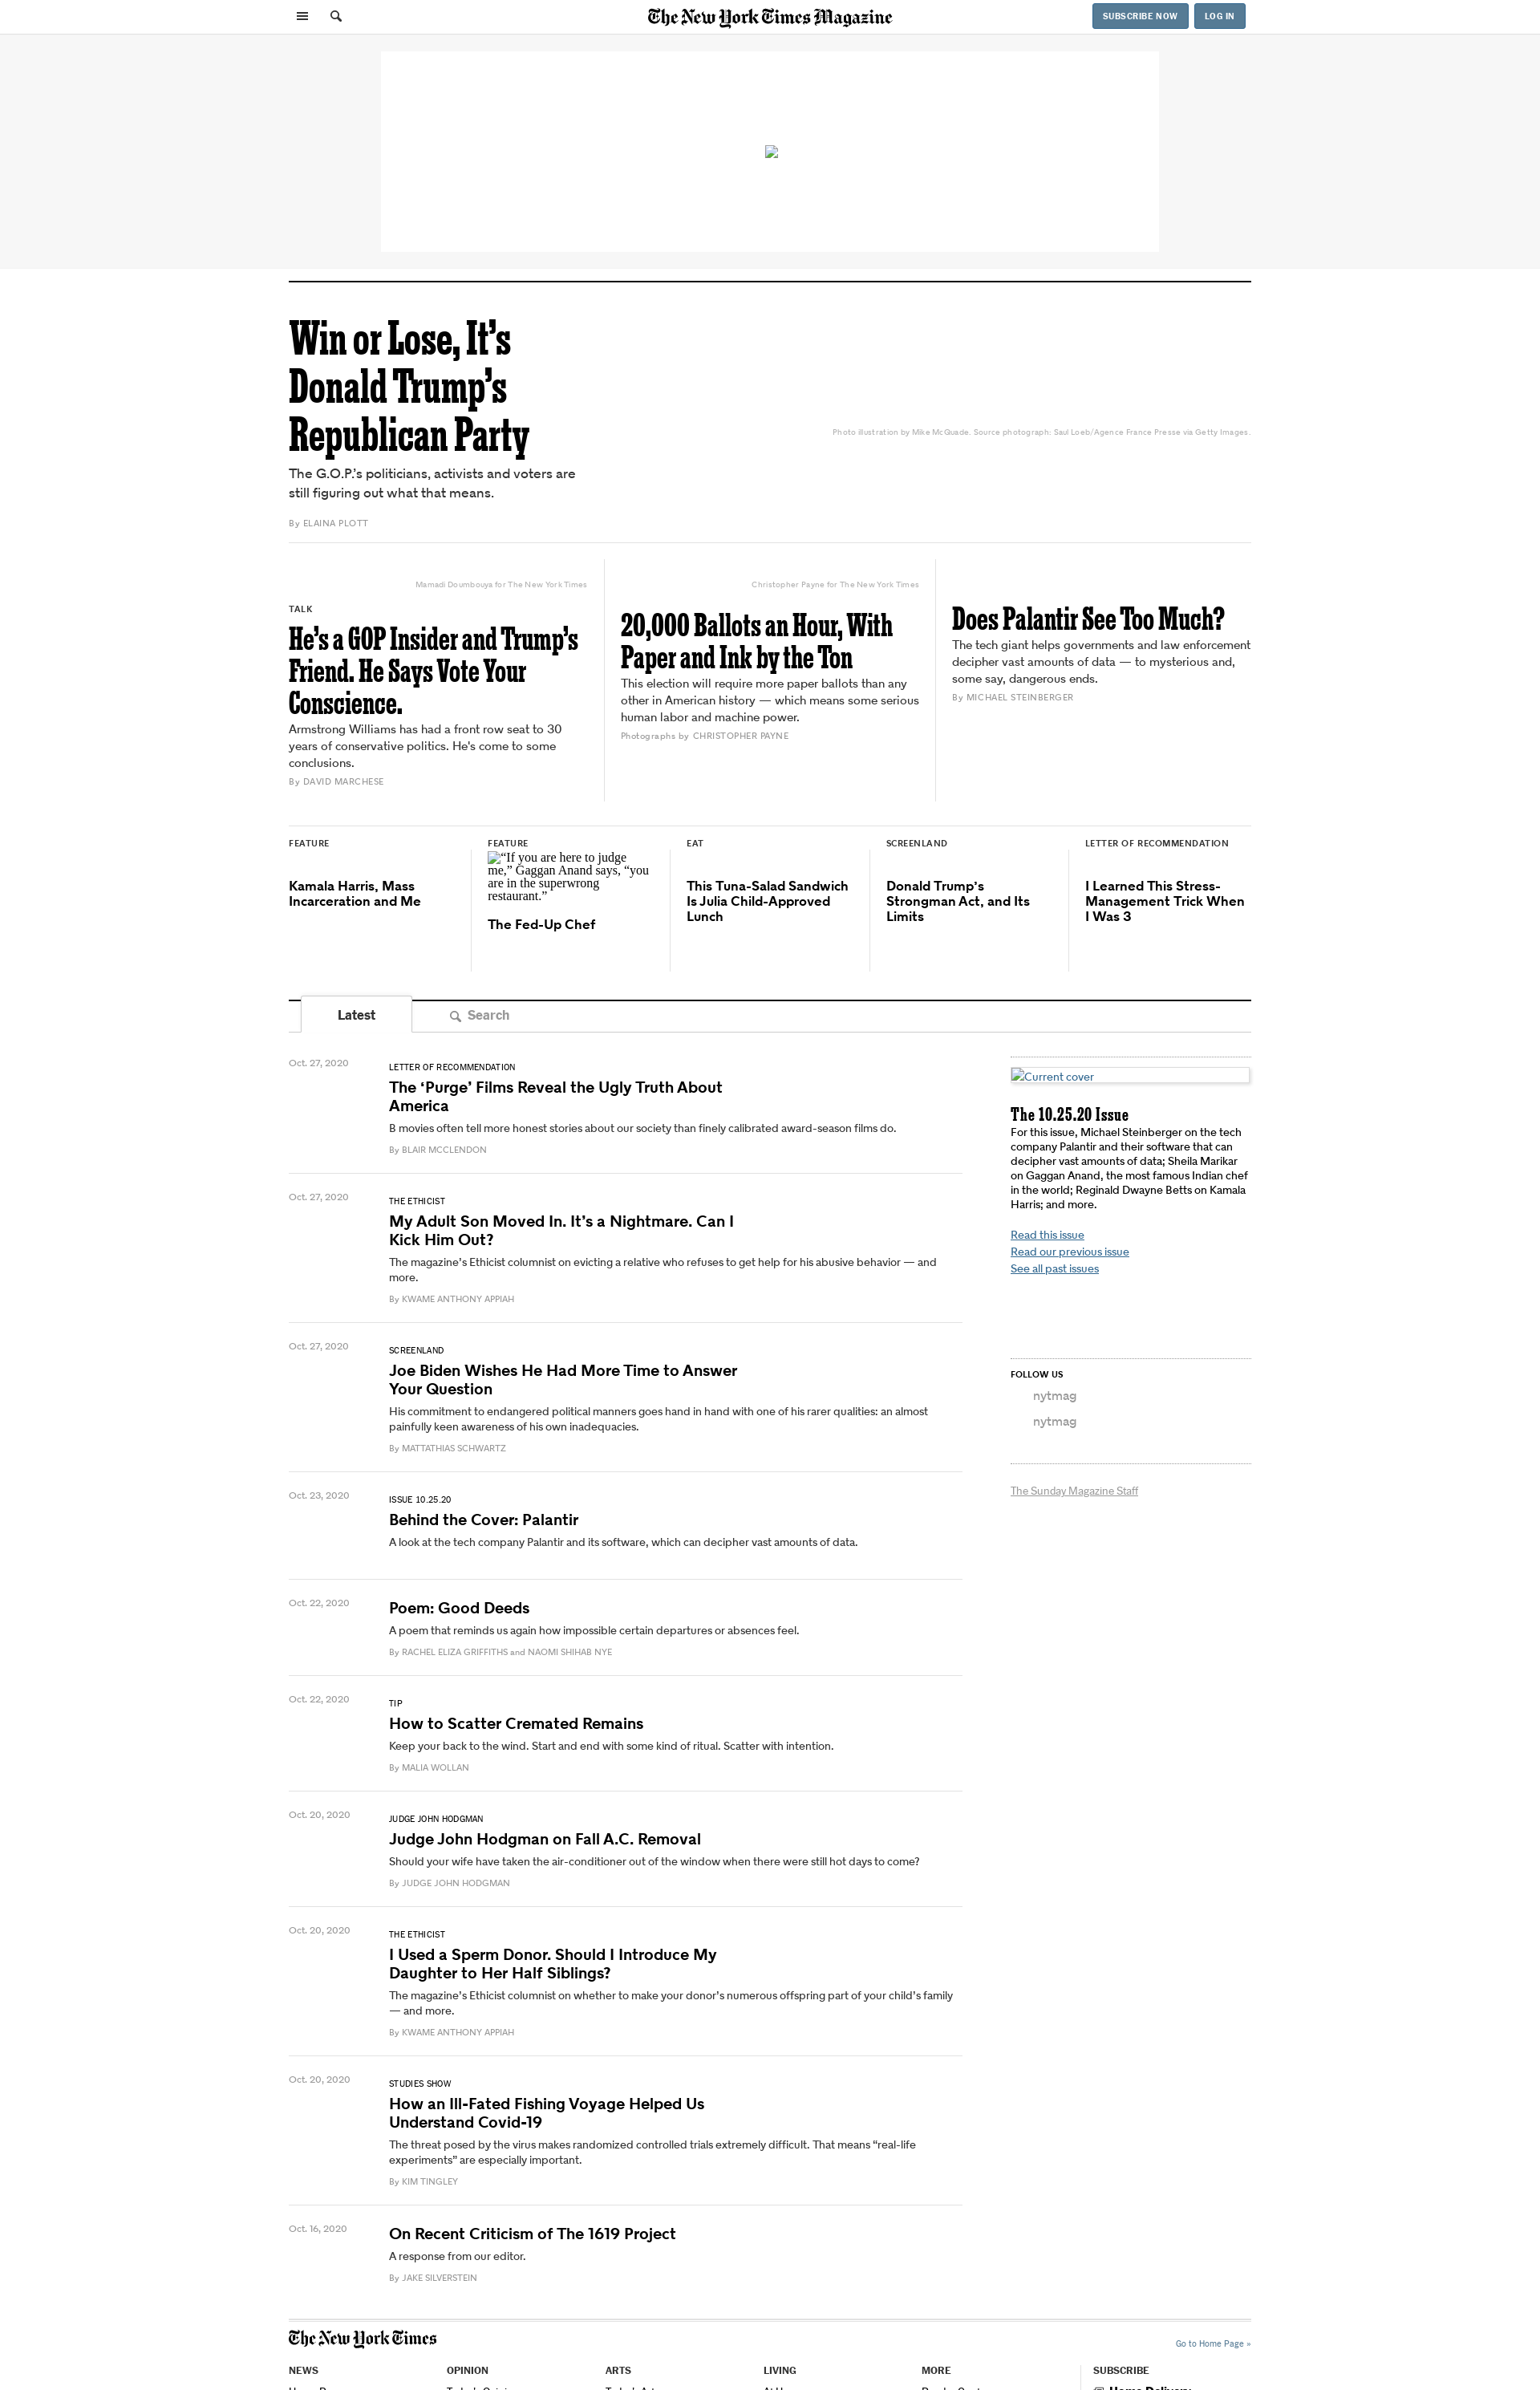 The New York Times Magazine
SUBSCRIBE NOW
LOG IN
Win or Lose, It’s
Donald Trump’s
Republican Party
The G.O.P.’s politicians, activists and voters are
still figuring out what that means.
By ELAINA PLOTT
Photo illustration by Mike McQuade. Source photograph: Saul Loeb/Agence France Presse via Getty Images.
Mamadi Doumbouya for The New York Times
TALK
He’s a GOP Insider and Trump’s
Friend. He Says Vote Your
Conscience.
Armstrong Williams has had a front row seat to 30
years of conservative politics. He’s come to some
conclusions.
By DAVID MARCHESE
Christopher Payne for The New York Times
20,000 Ballots an Hour, With
Paper and Ink by the Ton
This election will require more paper ballots than any
other in American history — which means some serious
human labor and machine power.
Photographs by CHRISTOPHER PAYNE
Does Palantir See Too Much?
The tech giant helps governments and law enforcement
decipher vast amounts of data — to mysterious and,
some say, dangerous ends.
By MICHAEL STEINBERGER
FEATURE
Kamala Harris, Mass
Incarceration and Me
FEATURE
“If you are here to judge
me,” Gaggan Anand says, “you
are in the superwrong
restaurant.”
The Fed-Up Chef
EAT
This Tuna-Salad Sandwich
Is Julia Child-Approved
Lunch
SCREENLAND
Donald Trump’s
Strongman Act, and Its
Limits
LETTER OF RECOMMENDATION
I Learned This Stress-
Management Trick When
I Was 3
Latest
Search
Oct. 27, 2020
LETTER OF RECOMMENDATION
The ‘Purge’ Films Reveal the Ugly Truth About
America
B movies often tell more honest stories about our society than finely calibrated award-season films do.
By BLAIR MCCLENDON
Oct. 27, 2020
THE ETHICIST
My Adult Son Moved In. It’s a Nightmare. Can I
Kick Him Out?
The magazine’s Ethicist columnist on evicting a relative who refuses to get help for his abusive behavior — and
more.
By KWAME ANTHONY APPIAH
Oct. 27, 2020
SCREENLAND
Joe Biden Wishes He Had More Time to Answer
Your Question
His commitment to endangered political manners goes hand in hand with one of his rarer qualities: an almost
painfully keen awareness of his own inadequacies.
By MATTATHIAS SCHWARTZ
Oct. 23, 2020
ISSUE 10.25.20
Behind the Cover: Palantir
A look at the tech company Palantir and its software, which can decipher vast amounts of data.
Oct. 22, 2020
Poem: Good Deeds
A poem that reminds us again how impossible certain departures or absences feel.
By RACHEL ELIZA GRIFFITHS and NAOMI SHIHAB NYE
Oct. 22, 2020
TIP
How to Scatter Cremated Remains
Keep your back to the wind. Start and end with some kind of ritual. Scatter with intention.
By MALIA WOLLAN
Oct. 20, 2020
JUDGE JOHN HODGMAN
Judge John Hodgman on Fall A.C. Removal
Should your wife have taken the air-conditioner out of the window when there were still hot days to come?
By JUDGE JOHN HODGMAN
Oct. 20, 2020
THE ETHICIST
I Used a Sperm Donor. Should I Introduce My
Daughter to Her Half Siblings?
The magazine’s Ethicist columnist on whether to make your donor’s numerous offspring part of your child’s family
— and more.
By KWAME ANTHONY APPIAH
Oct. 20, 2020
STUDIES SHOW
How an Ill-Fated Fishing Voyage Helped Us
Understand Covid-19
The threat posed by the virus makes randomized controlled trials extremely difficult. That means “real-life
experiments” are especially important.
By KIM TINGLEY
Oct. 16, 2020
On Recent Criticism of The 1619 Project
A response from our editor.
By JAKE SILVERSTEIN
Current cover
The 10.25.20 Issue
For this issue, Michael Steinberger on the tech
company Palantir and their software that can
decipher vast amounts of data; Sheila Marikar
on Gaggan Anand, the most famous Indian chef
in the world; Reginald Dwayne Betts on Kamala
Harris; and more.
Read this issue
Read our previous issue
See all past issues
FOLLOW US
nytmag
nytmag
The Sunday Magazine Staff
The New York Times
Go to Home Page »
NEWS
OPINION
ARTS
LIVING
MORE
SUBSCRIBE
Home Delivery